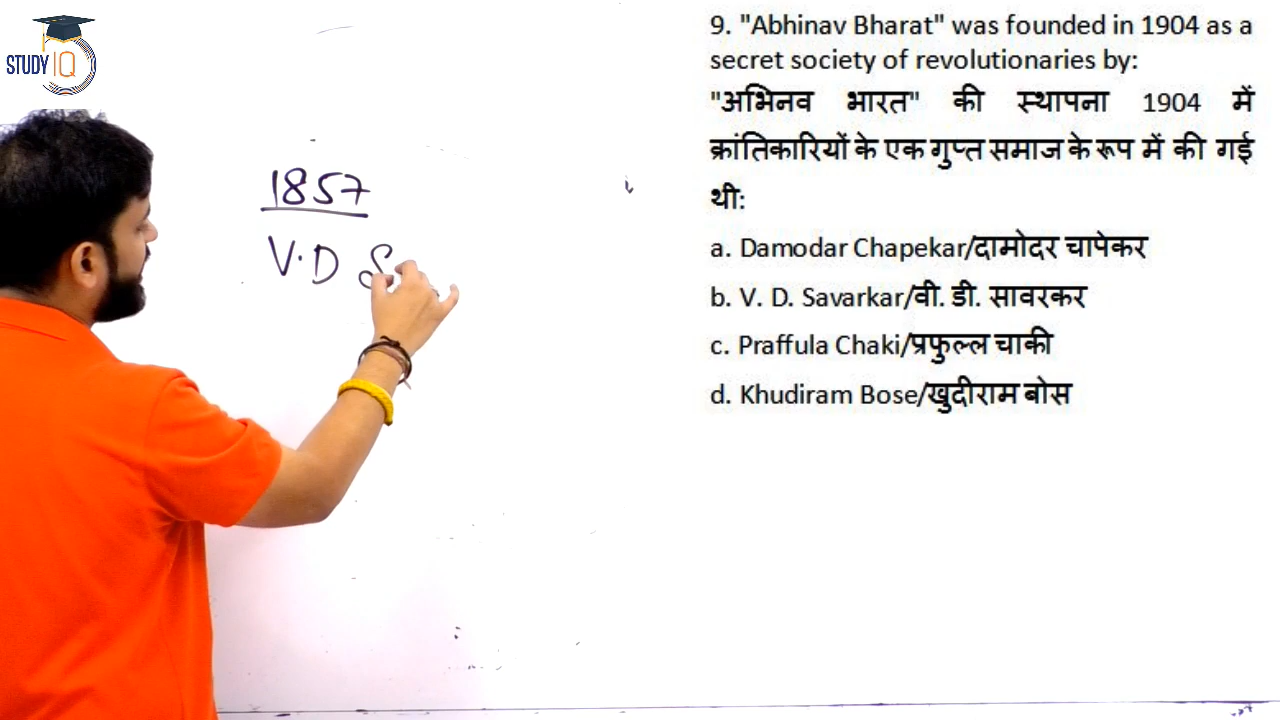 STUDY IQ
1857
V. D S
9. "Abhinav Bharat" was founded in 1904 as a
secret society of revolutionaries by:
"अभिनव भारत" की स्थापना 1904 में
क्रांतिकारियों के एक गुप्त समाज के रूप में की गई
थी:
a. Damodar Chapekar/दामोदर चापेकर
b. V. D. Savarkar/वी. डी. सावरकर
c. Praffula Chaki/प्रफुल्ल चाकी
d. Khudiram Bose/खुदीराम बोस